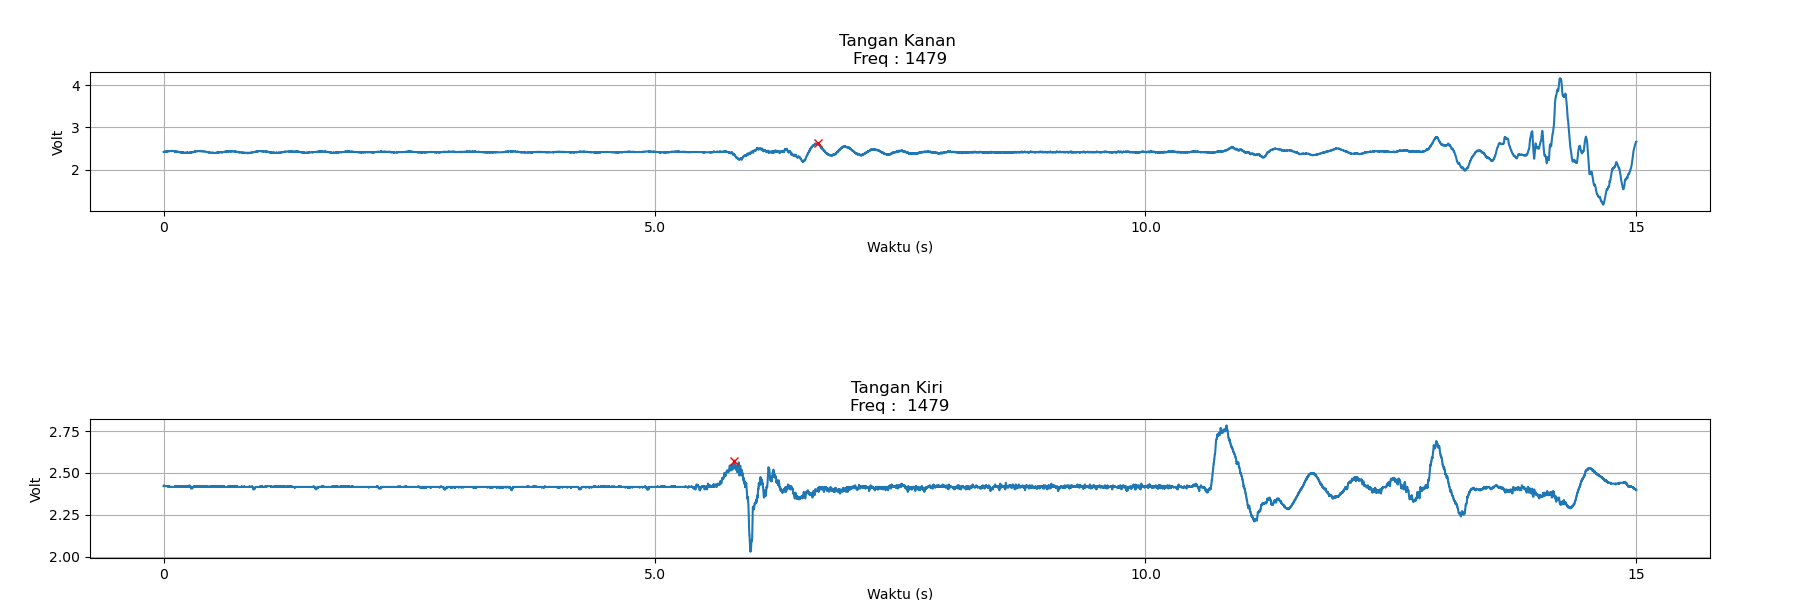 Tangan Kanan
Freq : 1479
4
3
2
Volt
0 5.0 10.0 15
Waktu (s)
Tangan Kiri
Freq :  1479
2.75
2.50
2.25
2.00
Volt
0 5.0 10.0 15
Waktu (s)